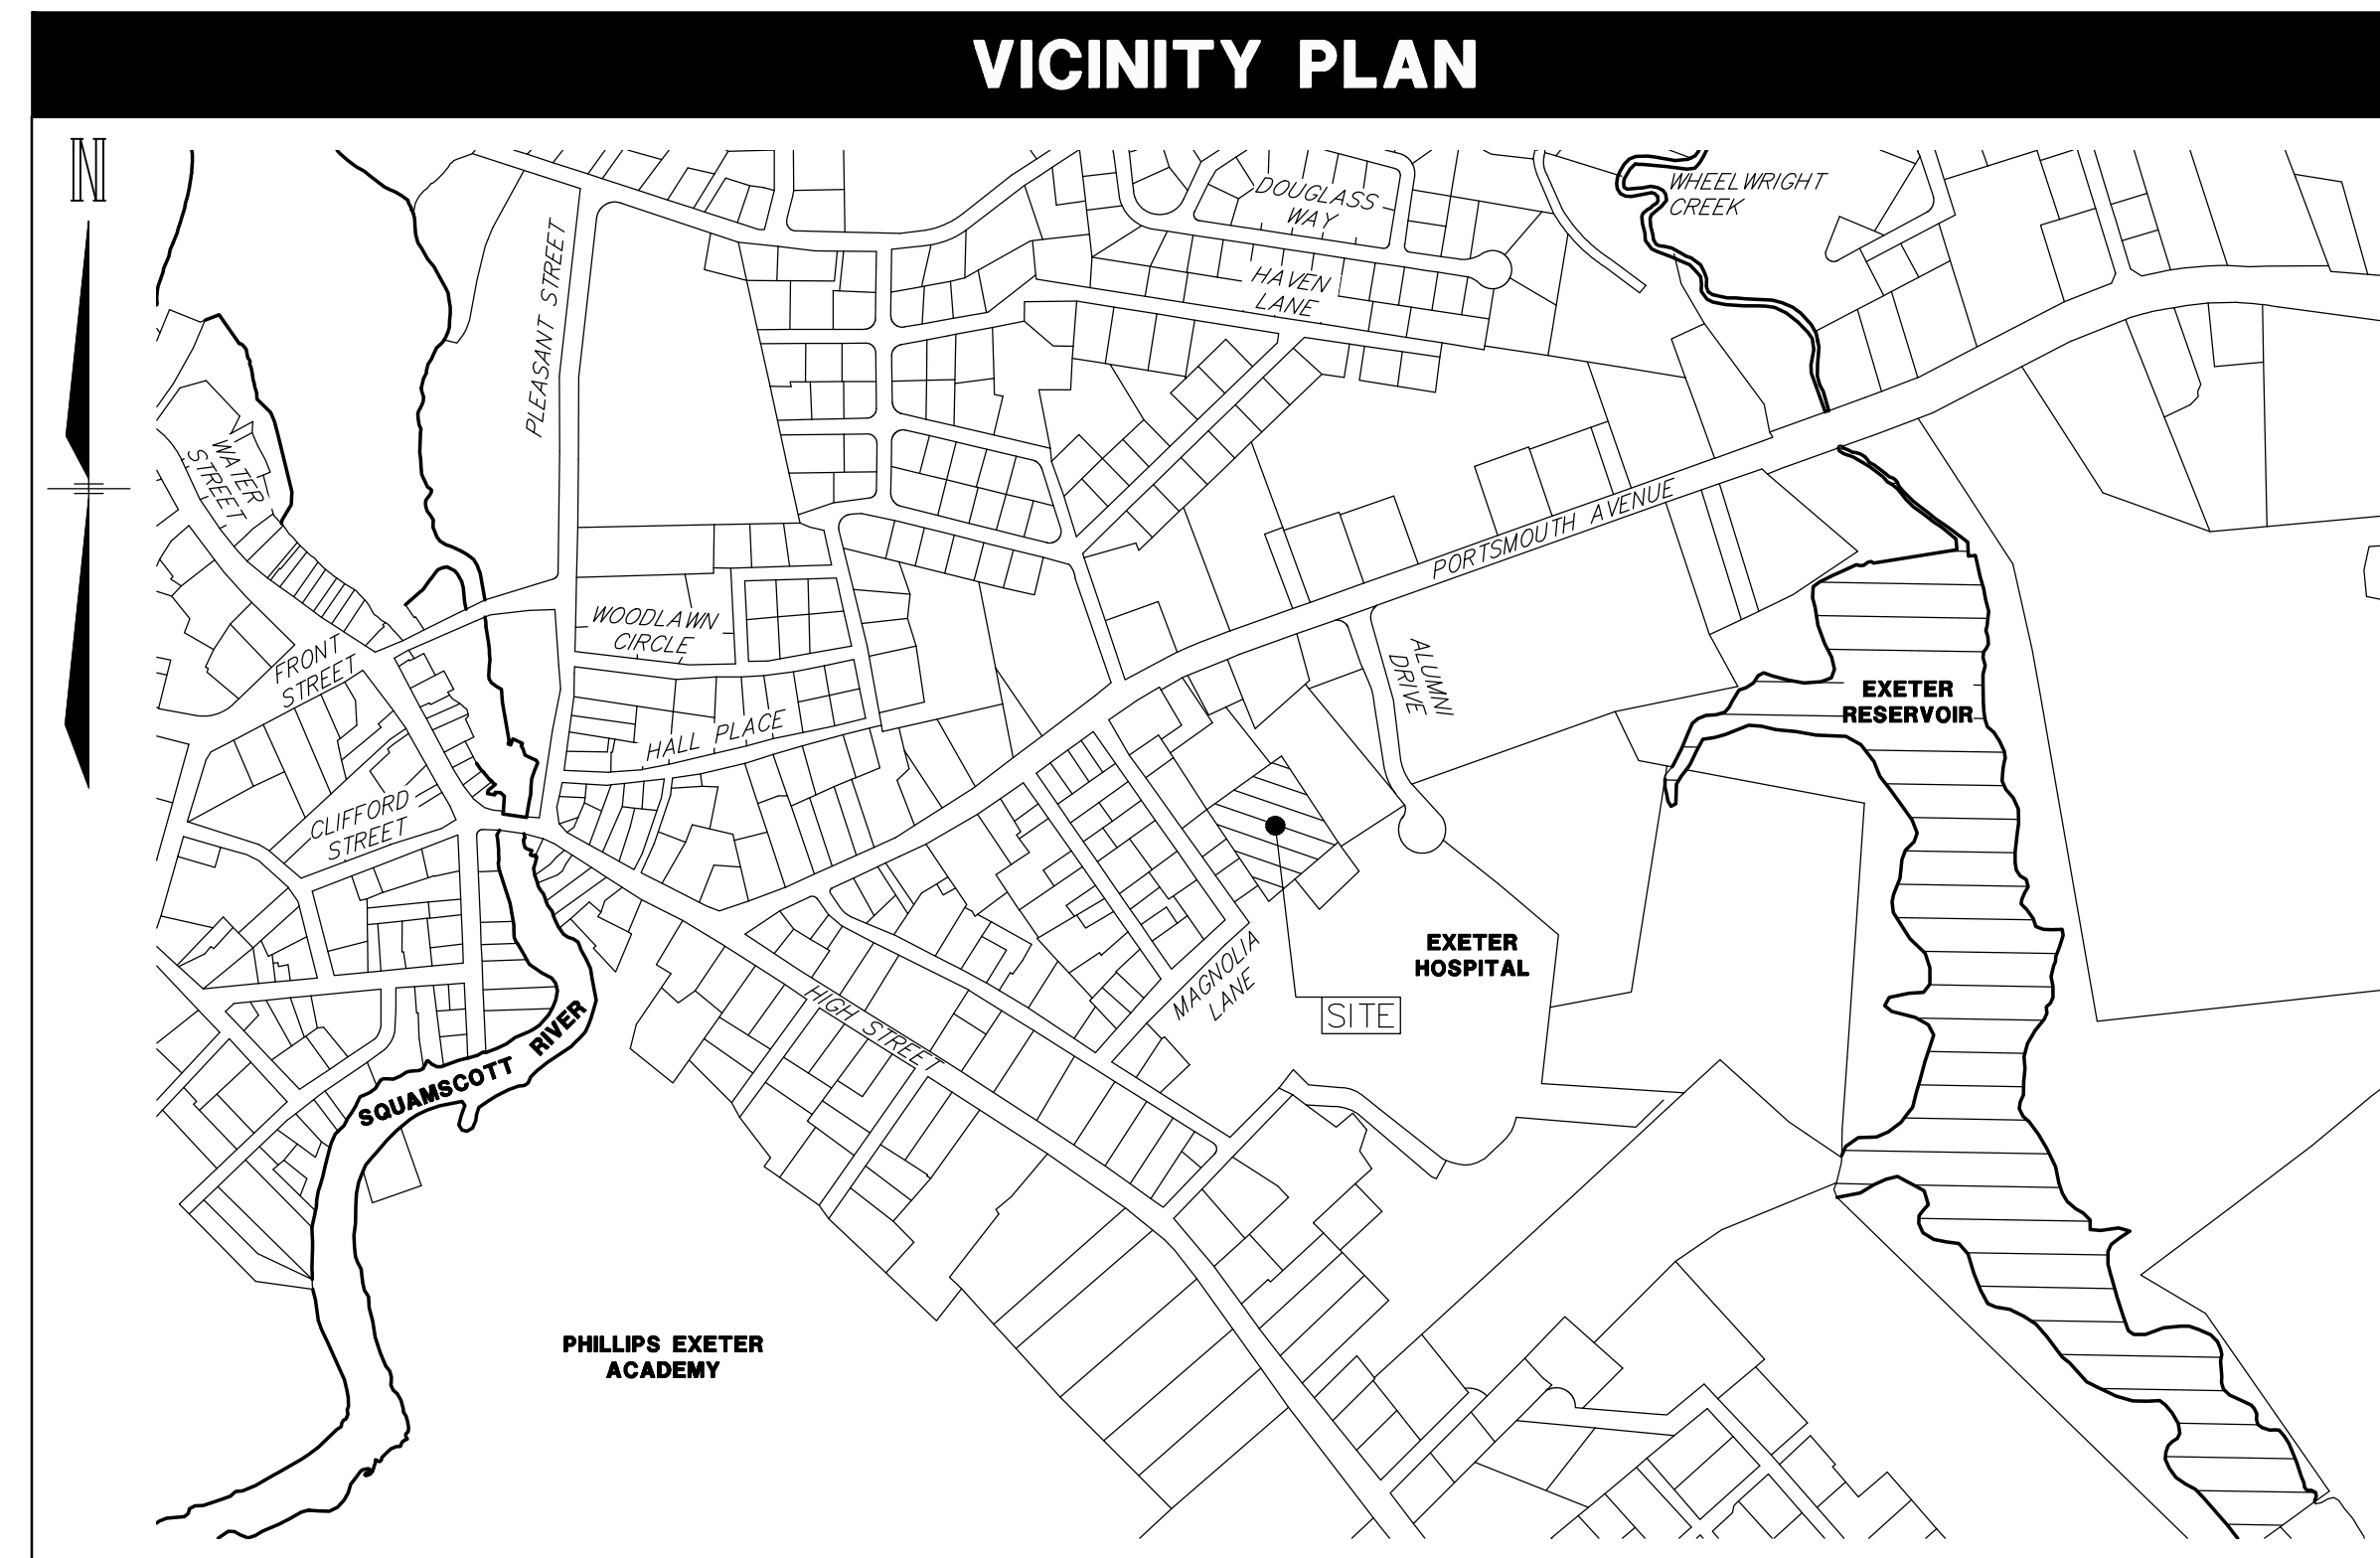 VICINITY PLAN
N
WHEELWRIGHT
CREEK
DOUGLASS
WAY
PLEASANT STREET
HAVEN
LANE
WATER
STREET
PORTSMOUTH AVENUE
WOODLAWN
CIRCLE
FRONT
STREET
ALUMNI
DRIVE
EXETER
RESERVOIR
HALL PLACE
CLIFFORD
STREET
EXETER
HOSPITAL
MAGNOLIA
LANE
SITE
HIGH STREET
SQUAMSCOTT RIVER
PHILLIPS EXETER
ACADEMY